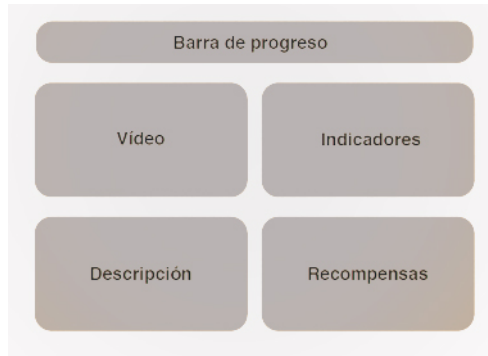 Barra de progreso
Vídeo
Indicadores
Descripción
Recompensas